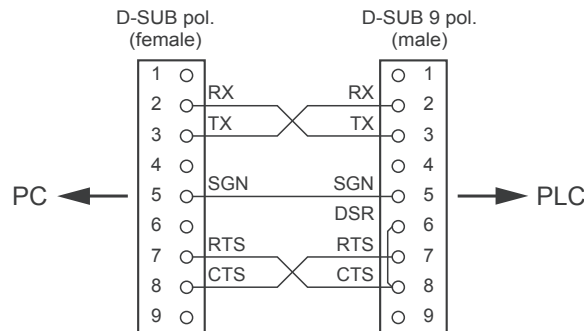 D-SUB pol.
(female)
D-SUB 9 pol.
(male)
1
1
2
RX
RX
2
3
TX
TX
3
4
4
PC
5
SGN
SGN
5
PLC
6
DSR
6
7
RTS
RTS
7
8
CTS
CTS
8
9
9